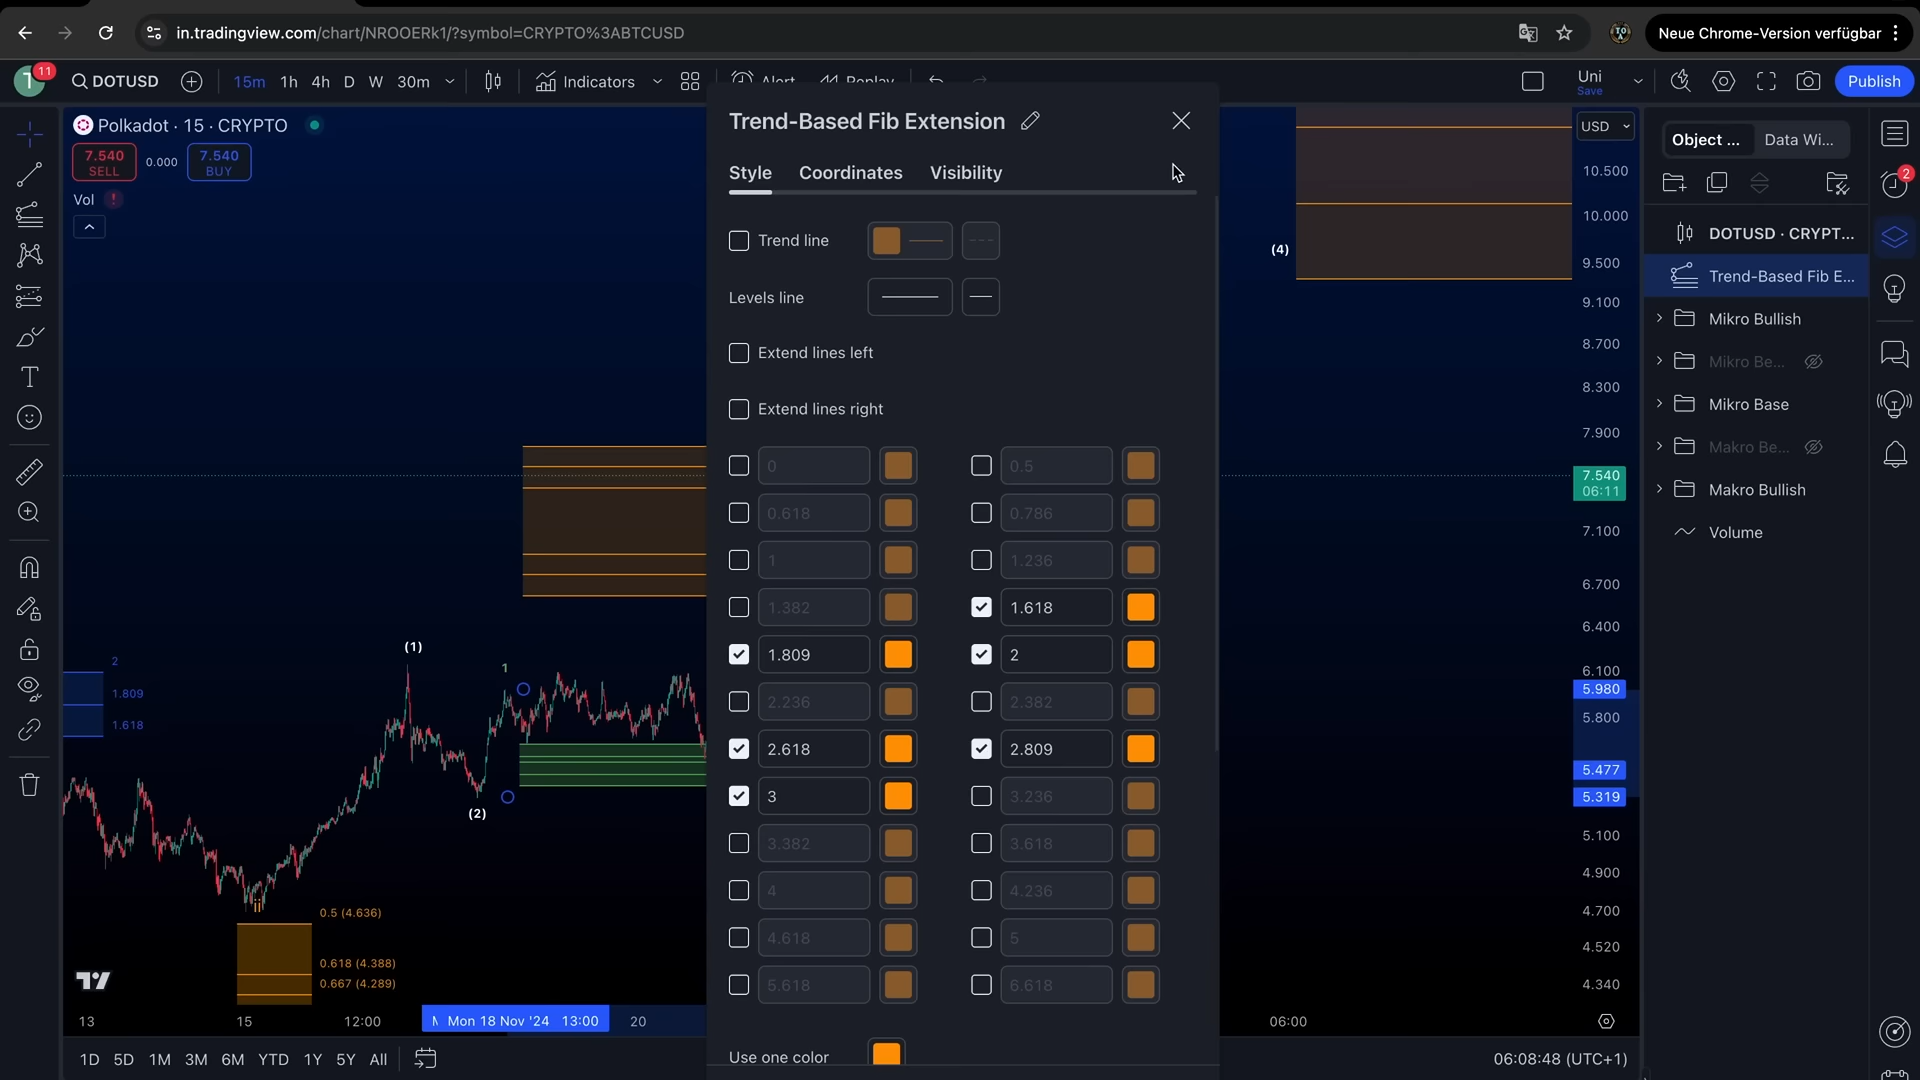 in.tradingview.com/chart/NROOERk1/?symbol=CRYPTO%3ABTCUSD
Neue Chrome-Version verfügbar
T
11
DOTUSD
15m
1h
4h
D
W
30m
Indicators
Alert
Replay
Uni
Save
Publish
Polkadot · 15 · CRYPTO
7.540
SELL
0.000
7.540
BUY
Vol
Trend-Based Fib Extension
Style
Coordinates
Visibility
Trend line
Levels line
Extend lines left
Extend lines right
0
0.5
0.618
0.786
1
1.236
1.382
1.618
1.809
2
2.236
2.382
2.618
2.809
3
3.236
3.382
3.618
4
4.236
4.618
5
5.618
6.618
Use one color
(4)
(1)
1
(2)
ii
2
1.809
1.618
0.5 (4.636)
0.618 (4.388)
0.667 (4.289)
USD
10.500
10.000
9.500
9.100
8.700
8.300
7.900
7.540
06:11
7.100
6.700
6.400
6.100
5.980
5.800
5.477
5.319
5.100
4.900
4.700
4.520
4.340
13
15
12:00
Mon 18 Nov '24 13:00
20
06:00
1D
5D
1M
3M
6M
YTD
1Y
5Y
All
06:08:48 (UTC+1)
Object ...
Data Wi...
DOTUSD · CRYPT...
Trend-Based Fib E...
Mikro Bullish
Mikro Be...
Mikro Base
Makro Be...
Makro Bullish
Volume
2